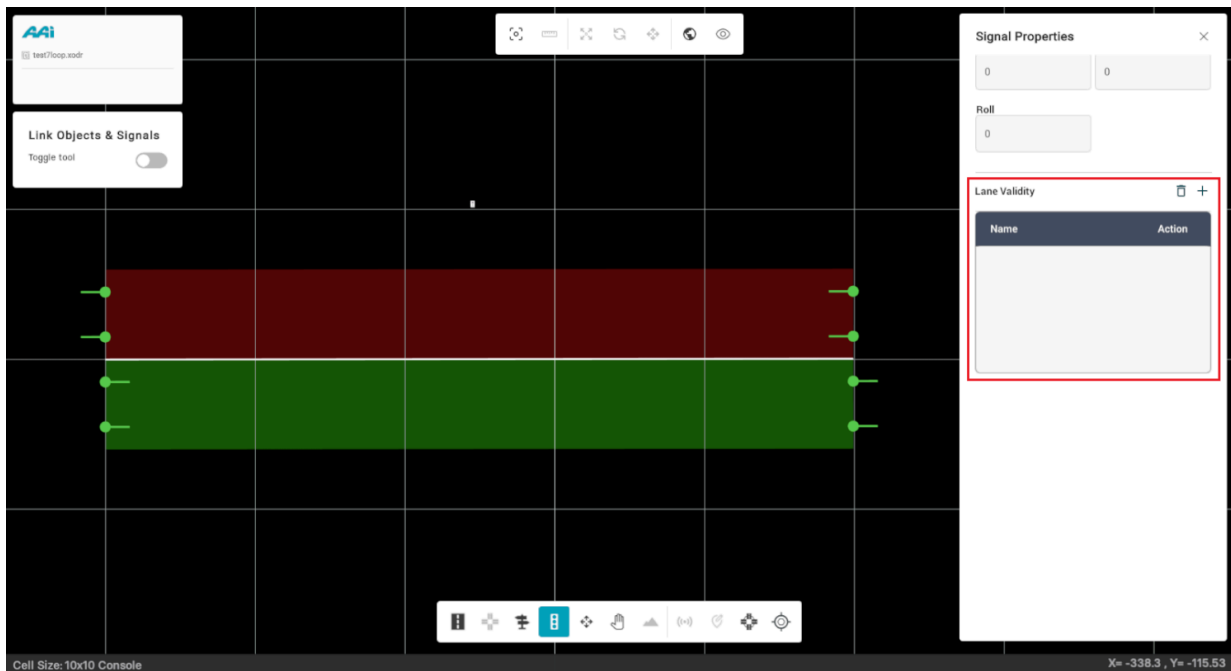 AAi
test7loop.xodr
Link Objects & Signals
Toggle tool
Signal Properties
0 0
Roll
0
Lane Validity
Name Action
Cell Size: 10x10 Console
X= -338.3 , Y= -115.53